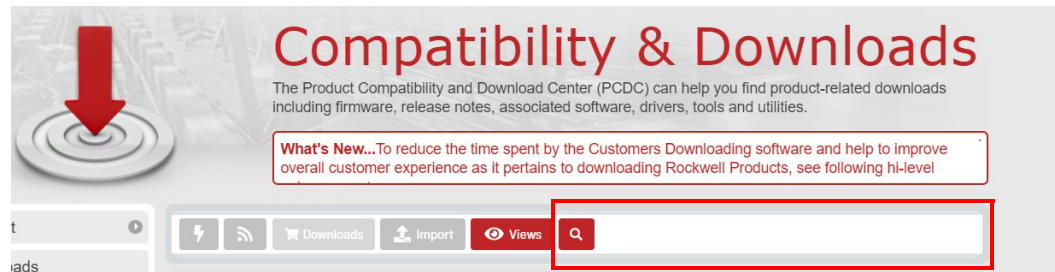 Compatibility & Downloads
The Product Compatibility and Download Center (PCDC) can help you find product-related downloads
including firmware, release notes, associated software, drivers, tools and utilities.
What's New...To reduce the time spent by the Customers Downloading software and help to improve
overall customer experience as it pertains to downloading Rockwell Products, see following hi-level
t
Downloads
Import
Views
oads